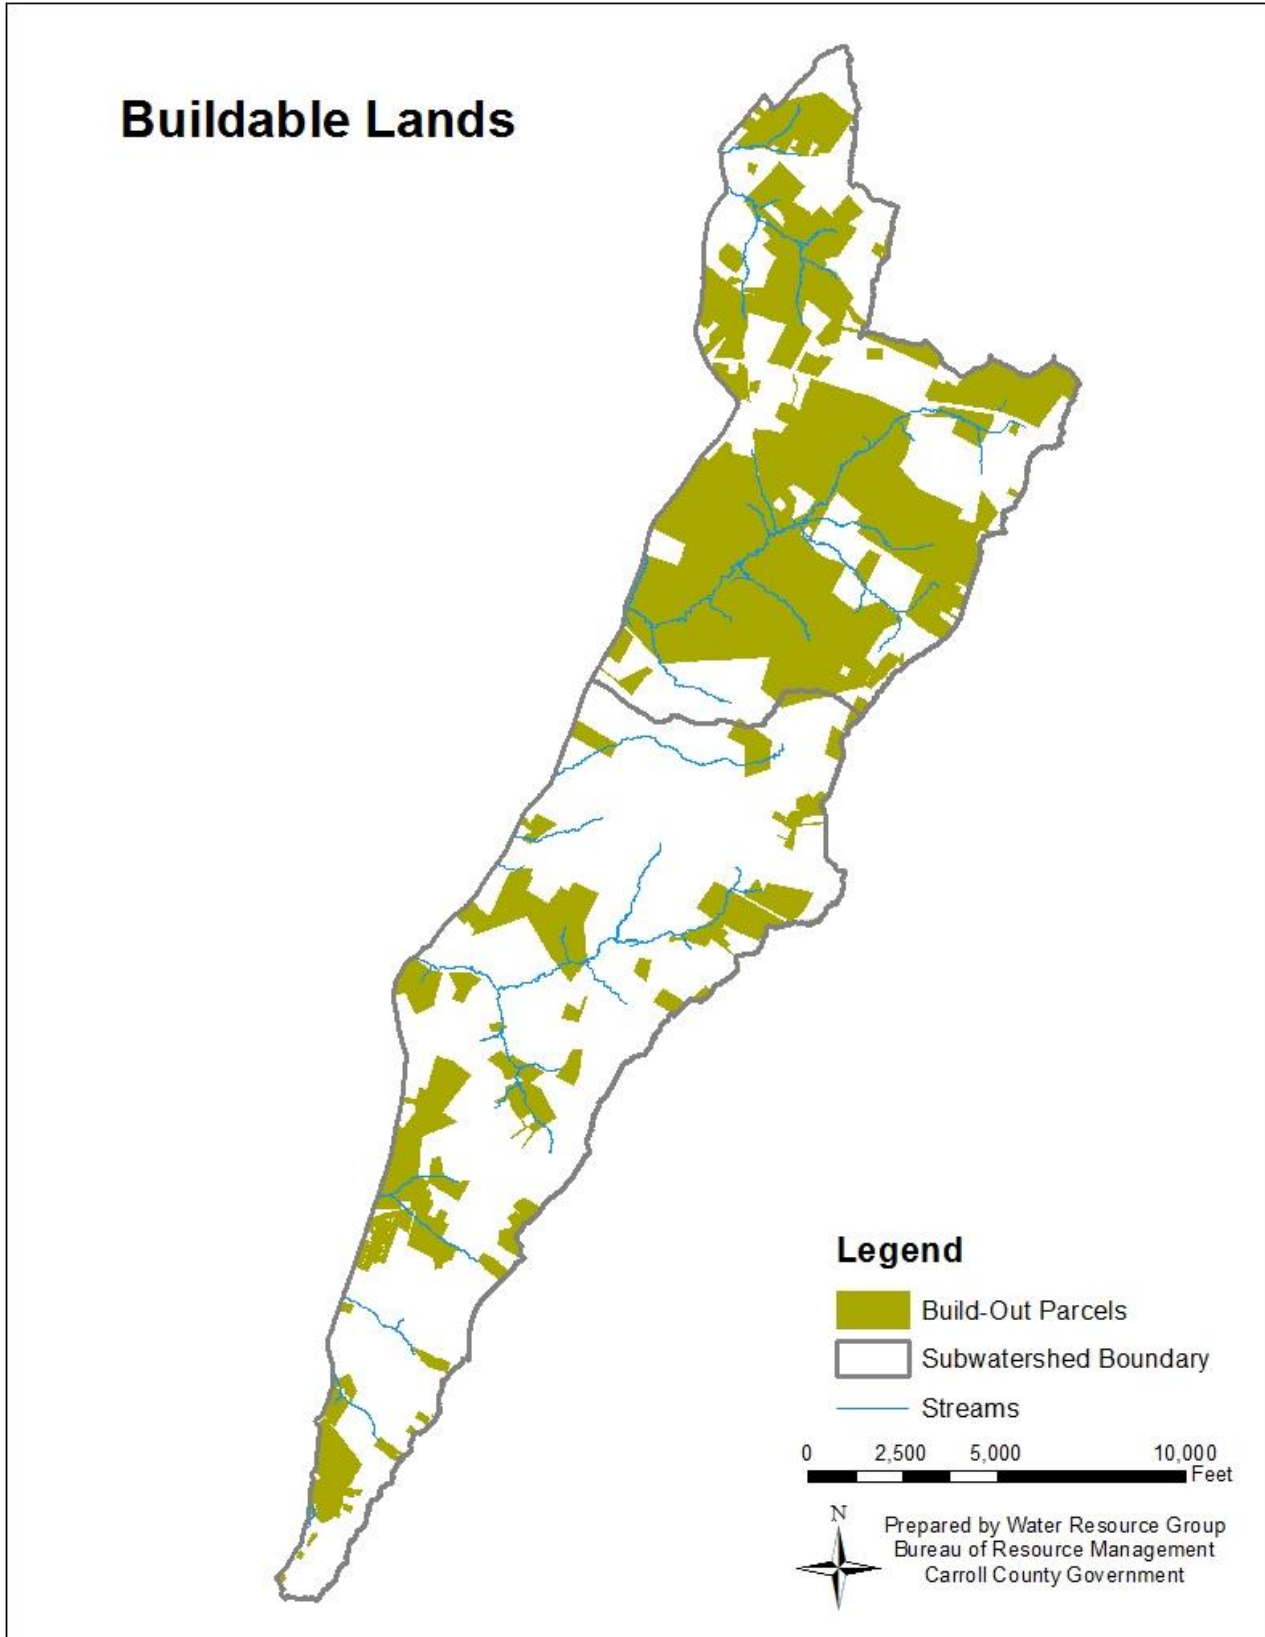 Buildable Lands
Legend
Build-Out Parcels
Subwatershed Boundary
Streams
0 2,500 5,000 10,000
Feet
N
Prepared by Water Resource Group
Bureau of Resource Management
Carroll County Government